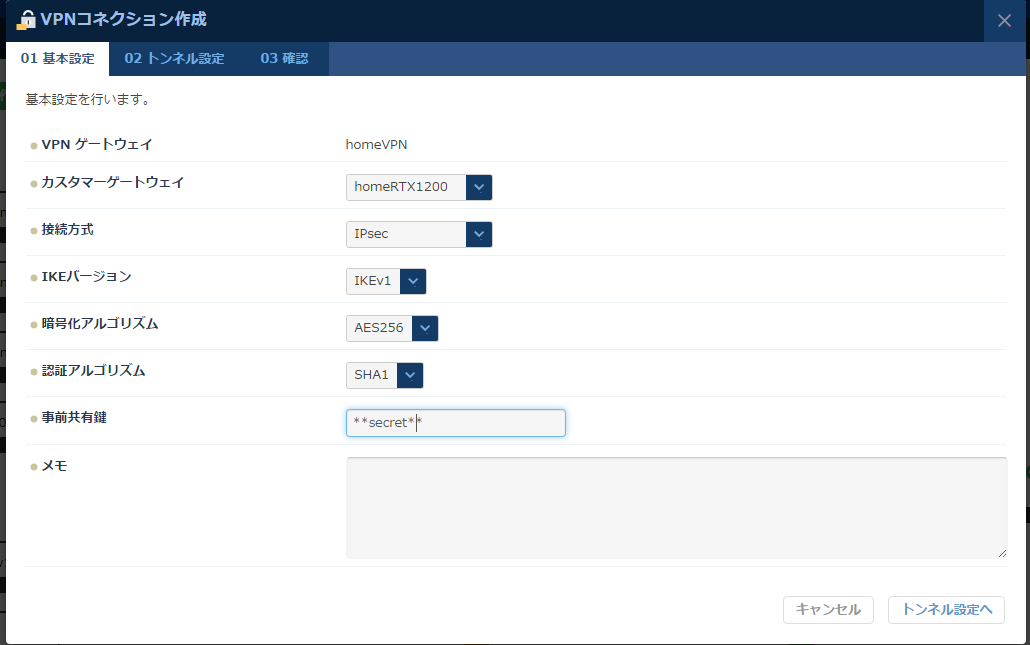 VPNコネクション作成
01 基本設定 02 トンネル設定 03 確認
基本設定を行います。
VPN ゲートウェイ homeVPN
カスタマーゲートウェイ homeRTX1200
接続方式 IPsec
IKEバージョン IKEv1
暗号化アルゴリズム AES256
認証アルゴリズム SHA1
事前共有鍵 **secret**
メモ
キャンセル トンネル設定へ